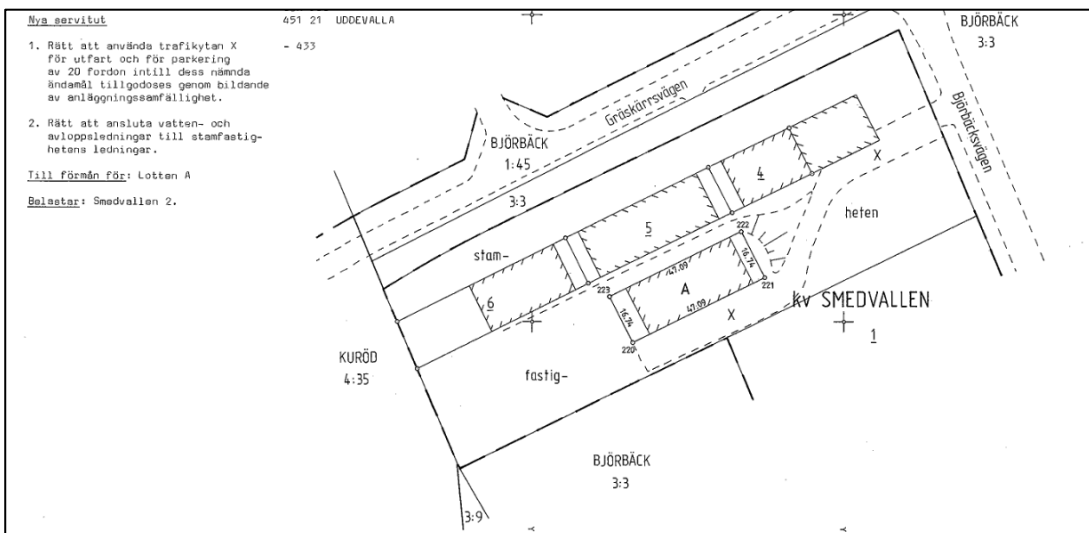 Nya servitut
451 21 UDDEVALLA
1. Rätt att använda trafikytan X
- 433
för utfart och för parkering
av 20 fordon intill dess nämnda
ändamål tillgodoses genom bildande
av anläggningssamfällighet.
2. Rätt att ansluta vatten- och
avloppsledningar till stamfastig-
hetens ledningar.
Till förmån för: Lotten A
Belastar: Smedvallen 2.
BJÖRBÄCK
3:3
Gräskärrsvägen
Björbäcksvägen
BJÖRBÄCK
1:45
3:3
4
X
heten
5
222
stam-
47.09
16.74
A
221
223
6
16.74
47.09
X
220
Kv SMEDVALLEN
1
KURÖD
4:35
fastig-
BJÖRBÄCK
3:3
3:9